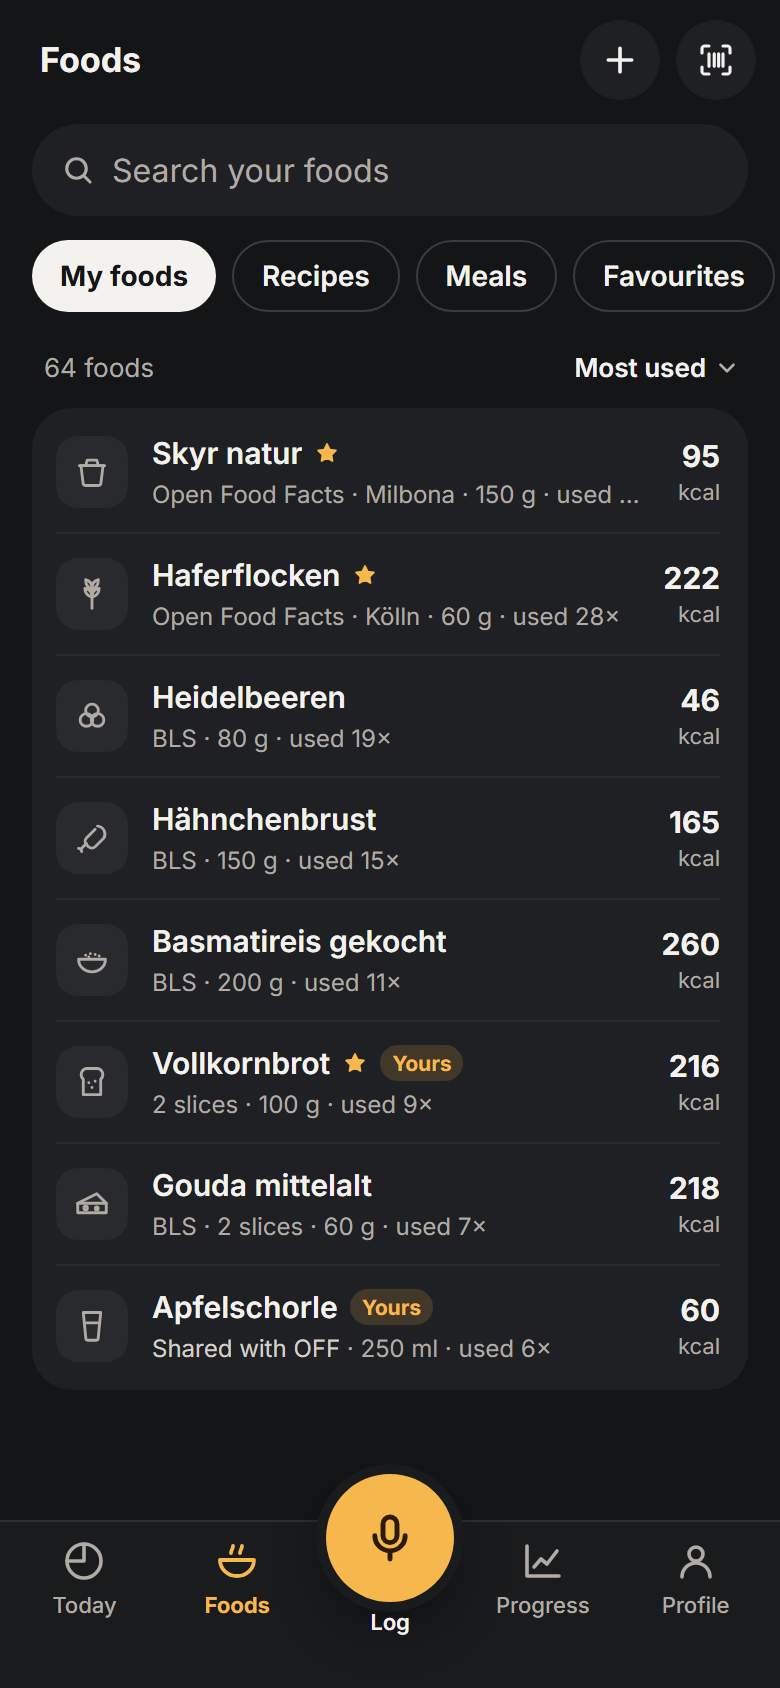 Foods
Search your foods
My foods
Recipes
Meals
Favourites
64 foods
Most used
Skyr natur
95
Open Food Facts · Milbona · 150 g · used ...
kcal
Haferflocken
222
Open Food Facts · Kölln · 60 g · used 28×
kcal
Heidelbeeren
46
BLS · 80 g · used 19×
kcal
Hähnchenbrust
165
BLS · 150 g · used 15×
kcal
Basmatireis gekocht
260
BLS · 200 g · used 11×
kcal
Vollkornbrot
Yours
216
2 slices · 100 g · used 9×
kcal
Gouda mittelalt
218
BLS · 2 slices · 60 g · used 7×
kcal
Apfelschorle
Yours
60
Shared with OFF · 250 ml · used 6×
kcal
Today
Foods
Log
Progress
Profile